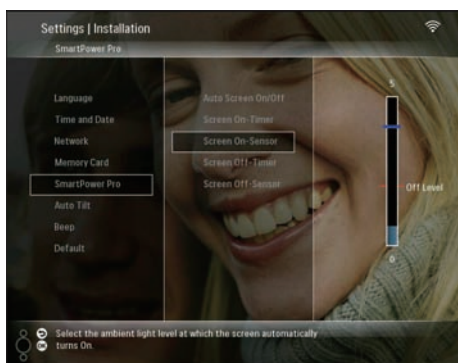 Settings | Installation
SmartPower Pro
Language
Time and Date
Network
Memory Card
SmartPower Pro
Auto Tilt
Beep
Default
Auto Screen On/Off
Screen On-Timer
Screen On-Sensor
Screen Off-Timer
Screen Off-Sensor
5
Off Level
0
OK
Select the ambient light level at which the screen automatically
turns On.